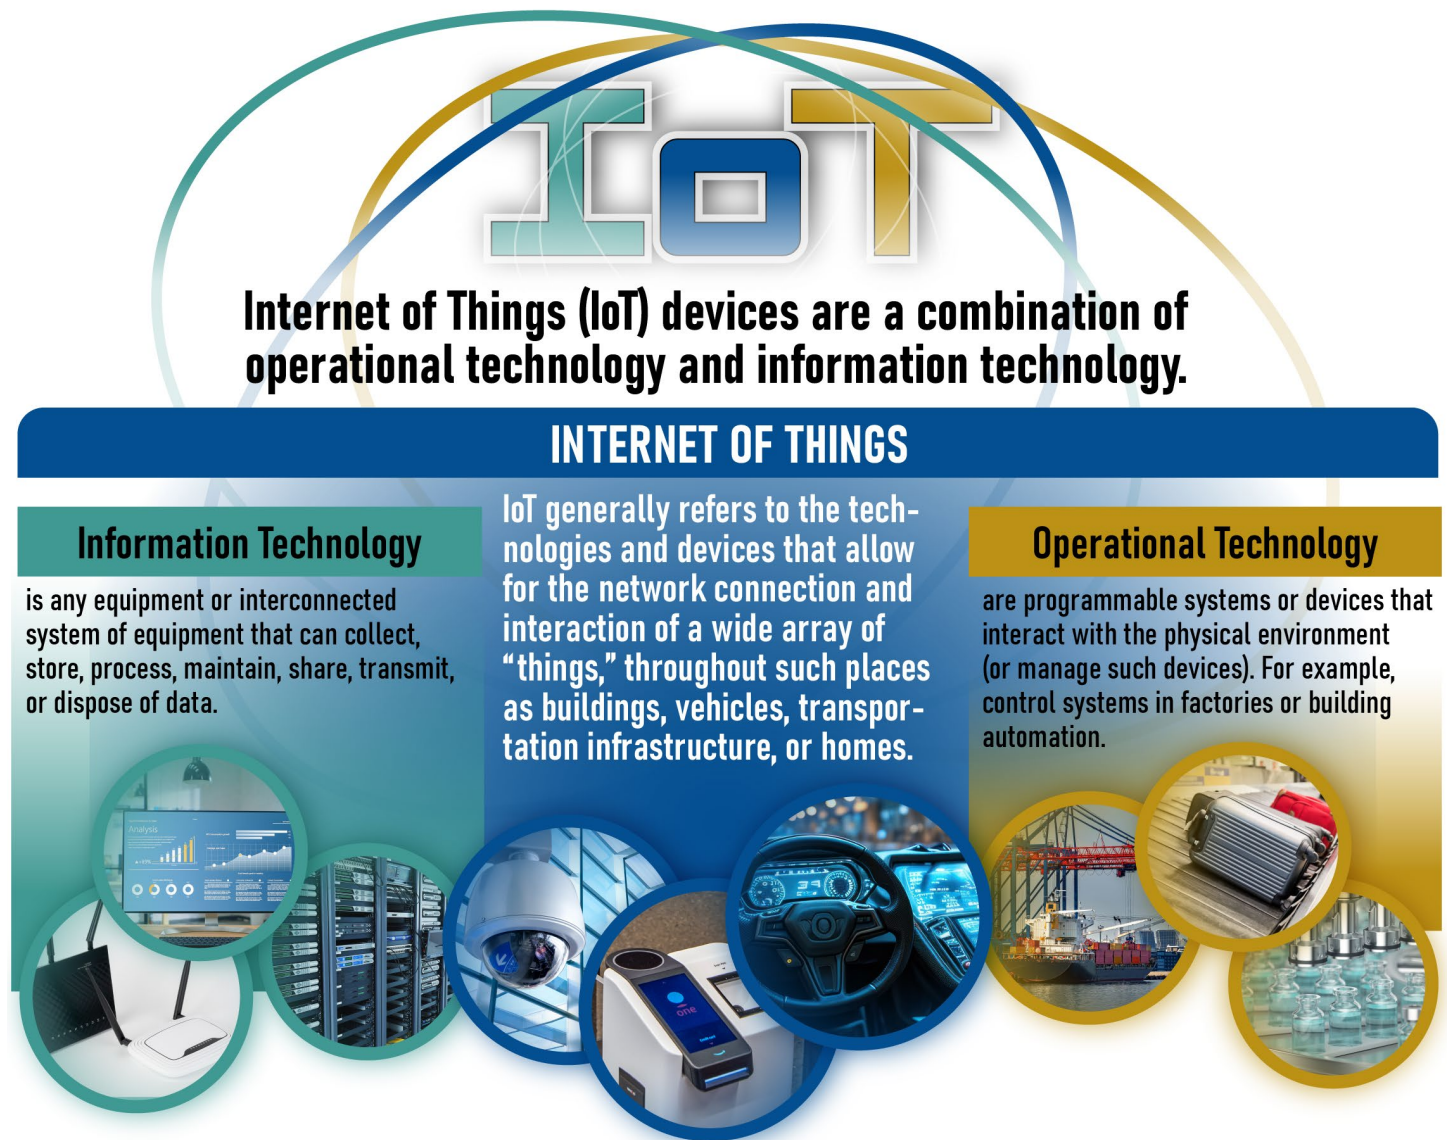 IoT
Internet of Things (IoT) devices are a combination of
operational technology and information technology.
INTERNET OF THINGS
Information Technology
is any equipment or interconnected
system of equipment that can collect,
store, process, maintain, share, transmit,
or dispose of data.
IoT generally refers to the tech-
nologies and devices that allow
for the network connection and
interaction of a wide array of
“things,” throughout such places
as buildings, vehicles, transpor-
tation infrastructure, or homes.
Operational Technology
are programmable systems or devices that
interact with the physical environment
(or manage such devices). For example,
control systems in factories or building
automation.
Analysis
one